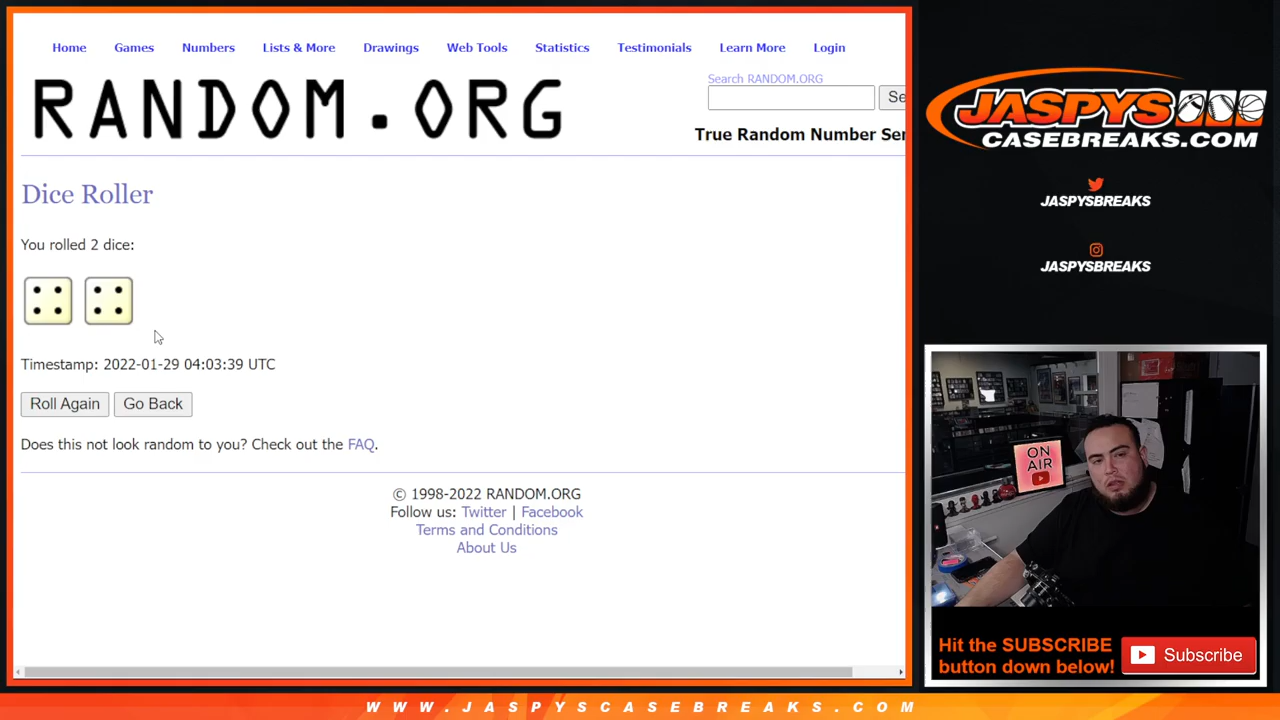 Home Games Numbers Lists & More Drawings Web Tools Statistics Testimonials Learn More Login
RANDOM.ORG
Search RANDOM.ORG
Se
True Random Number Ser
Dice Roller
You rolled 2 dice:
Timestamp: 2022-01-29 04:03:39 UTC
Roll Again Go Back
Does this not look random to you? Check out the FAQ.
© 1998-2022 RANDOM.ORG
Follow us: Twitter | Facebook
Terms and Conditions
About Us
JASPYS
CASEBREAKS.COM
JASPYSBREAKS
JASPYSBREAKS
ON
AIR
Hit the SUBSCRIBE
button down below!
Subscribe
WWW.JASPYSCASEBREAKS.COM